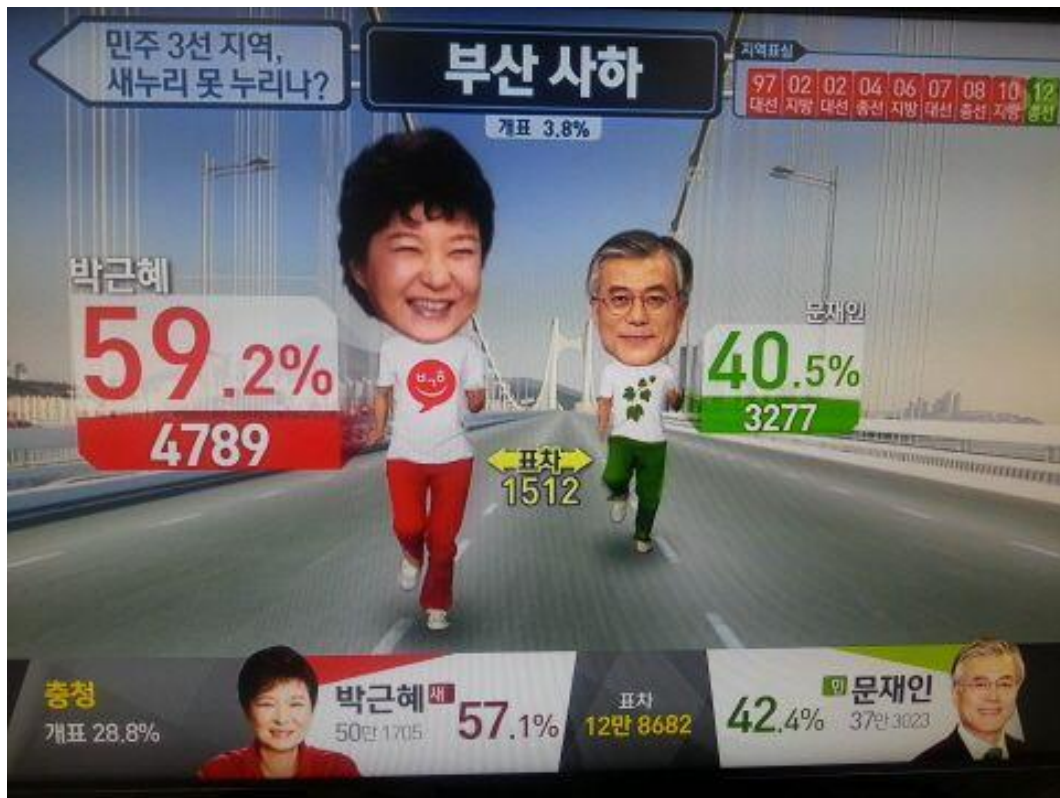 민주 3선 지역,
새누리 못 누리나?
부산 사하
개표 3.8%
지역표심
97 02 02 04 06 07 08 10 12
대선 지방 대선 총선 지방 대선 총선 지방 총선
박근혜
59.2%
4789
문재인
40.5%
3277
표차
1512
ㅂㄱㅎ
충청
개표 28.8%
박근혜 새
50만 1705
57.1%
표차
12만 8682
42.4%
민 문재인
37만 3023